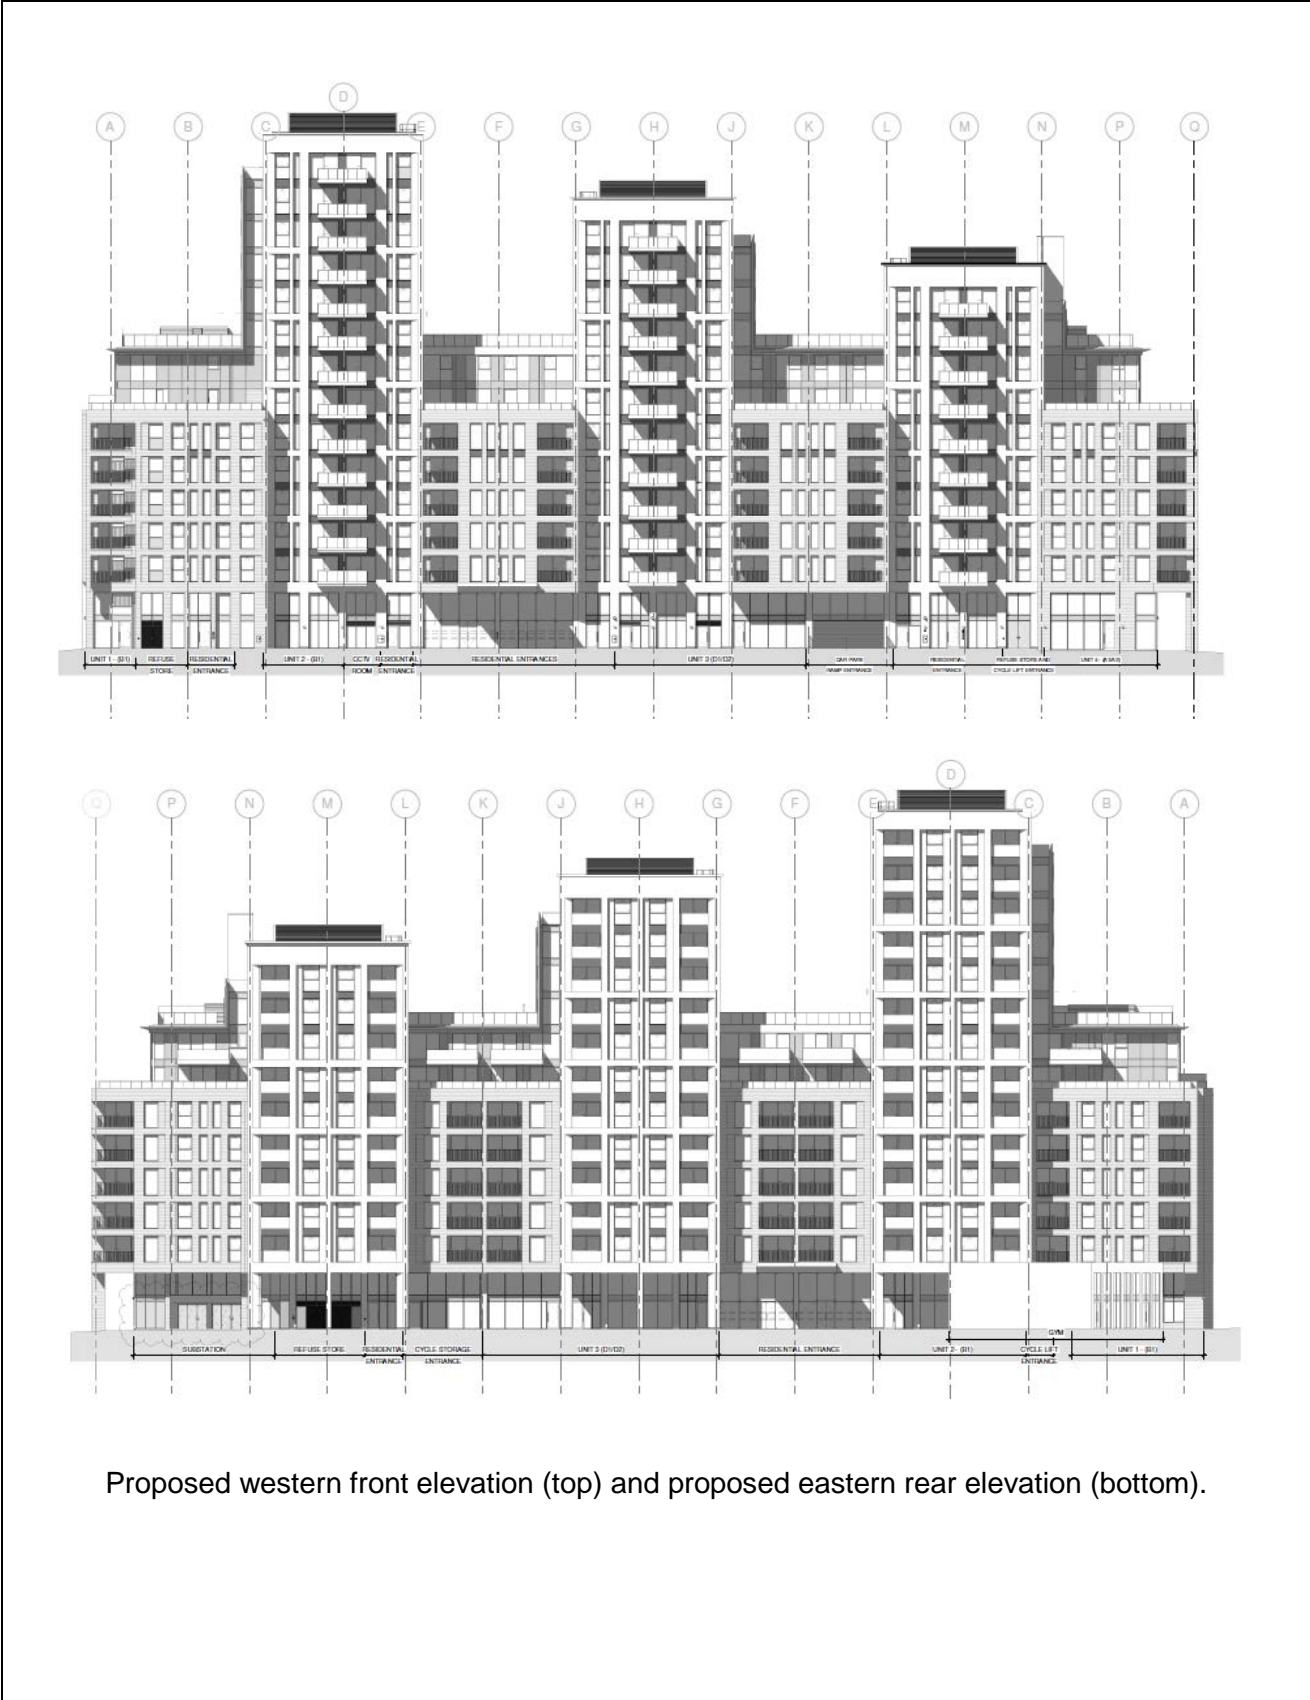 D
A B C E F G H J K L M N P Q
UNIT 1 - (B1) REFUSE RESIDENTIAL UNIT 2 - (B1) CCTV RESIDENTIAL RESIDENTIAL ENTRANCES UNIT 3 (D1/D2) CAR PARK RESIDENTIAL REFUSE STORE AND UNIT 4 -
STORE ENTRANCE ROOM ENTRANCE RAMP ENTRANCE ENTRANCE CYCLE LIFT ENTRANCE
D
Q P N M L K J H G F E C B A
GYM
SUBSTATION REFUSE STORE RESIDENTIAL CYCLE STORAGE UNIT 3 (D1/D2) RESIDENTIAL ENTRANCE UNIT 2- (B1) CYCLE LIFT UNIT 1 - (B1)
ENTRANCE ENTRANCE ENTRANCE
Proposed western front elevation (top) and proposed eastern rear elevation (bottom).